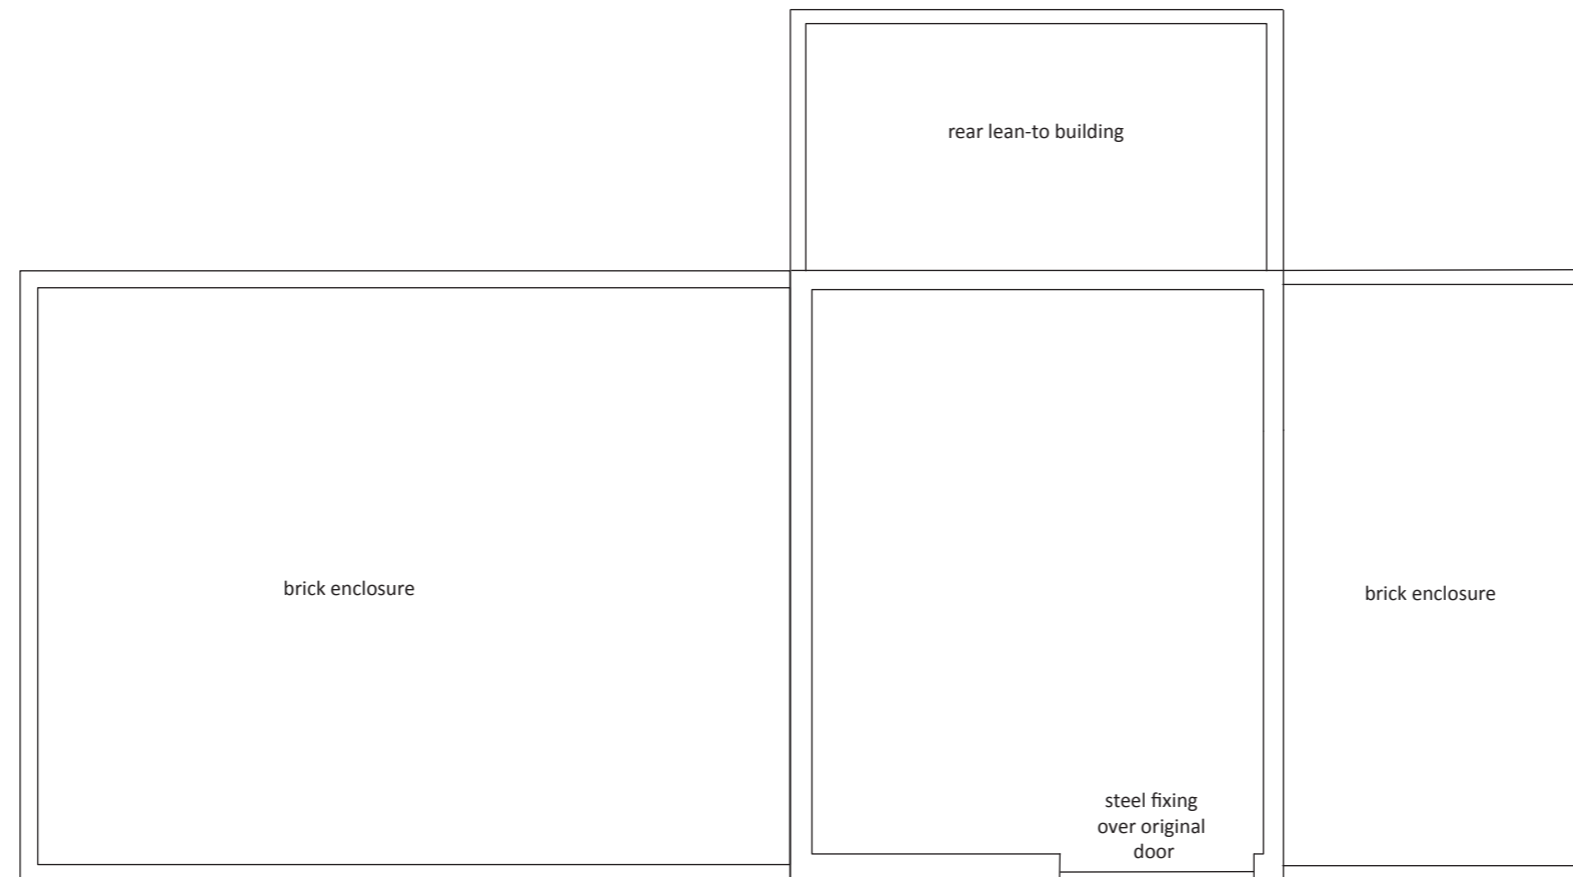 rear lean-to building
brick enclosure
brick enclosure
steel fixing
over original
door